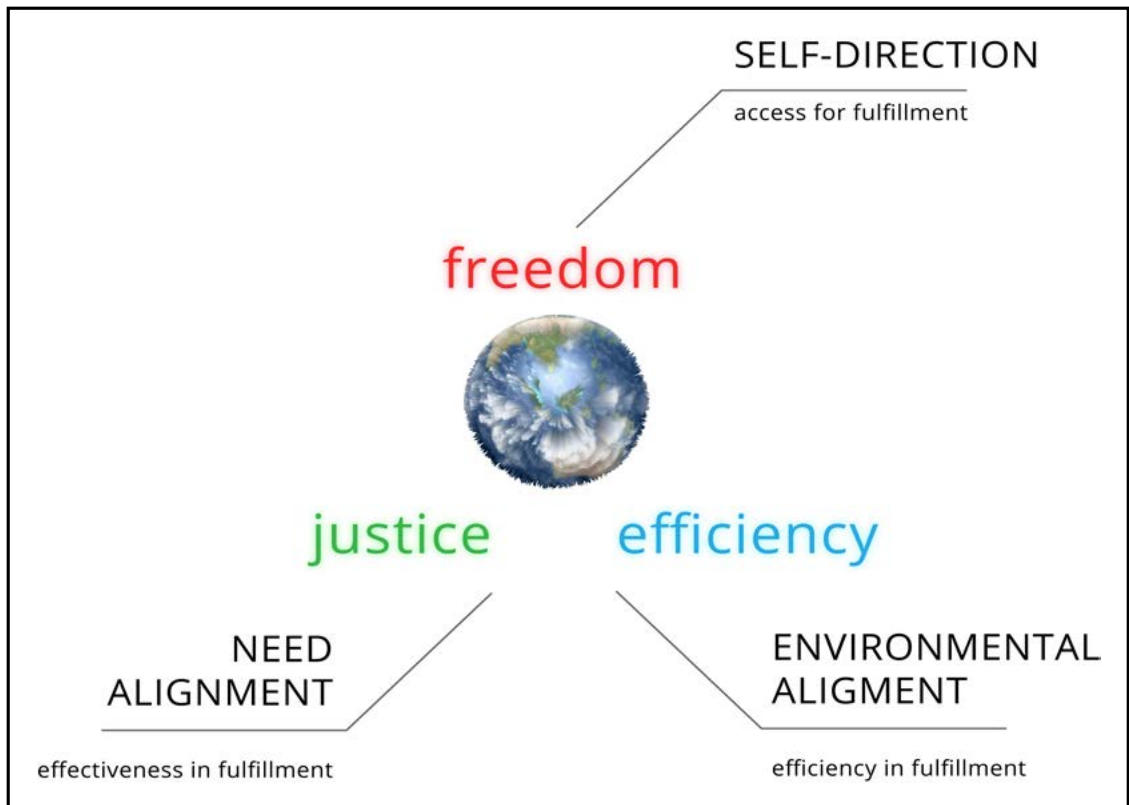 SELF-DIRECTION
access for fulfillment
freedom
justice
efficiency
NEED
ALIGNMENT
effectiveness in fulfillment
ENVIRONMENTAL
ALIGMENT
efficiency in fulfillment